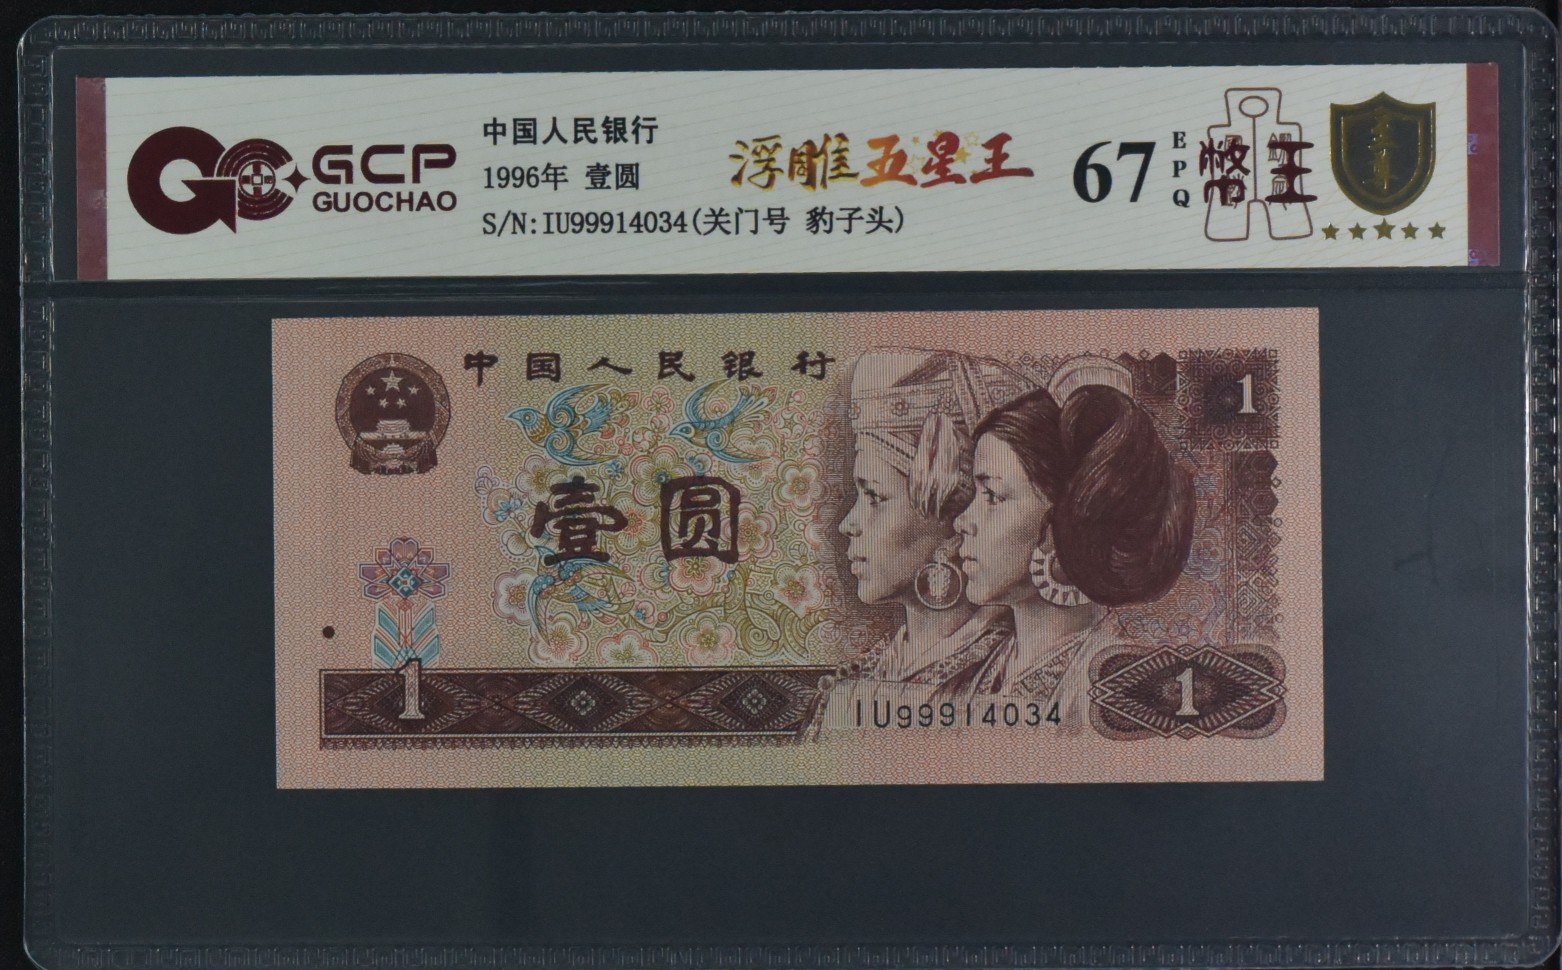 GCP
GUOCHAO
中国人民银行
1996年 壹圆
S/N:IU99914034(关门号 豹子头)
浮雕五星王
67
EPQ
币王
中国人民银行
1
壹圆
1
IU99914034
1